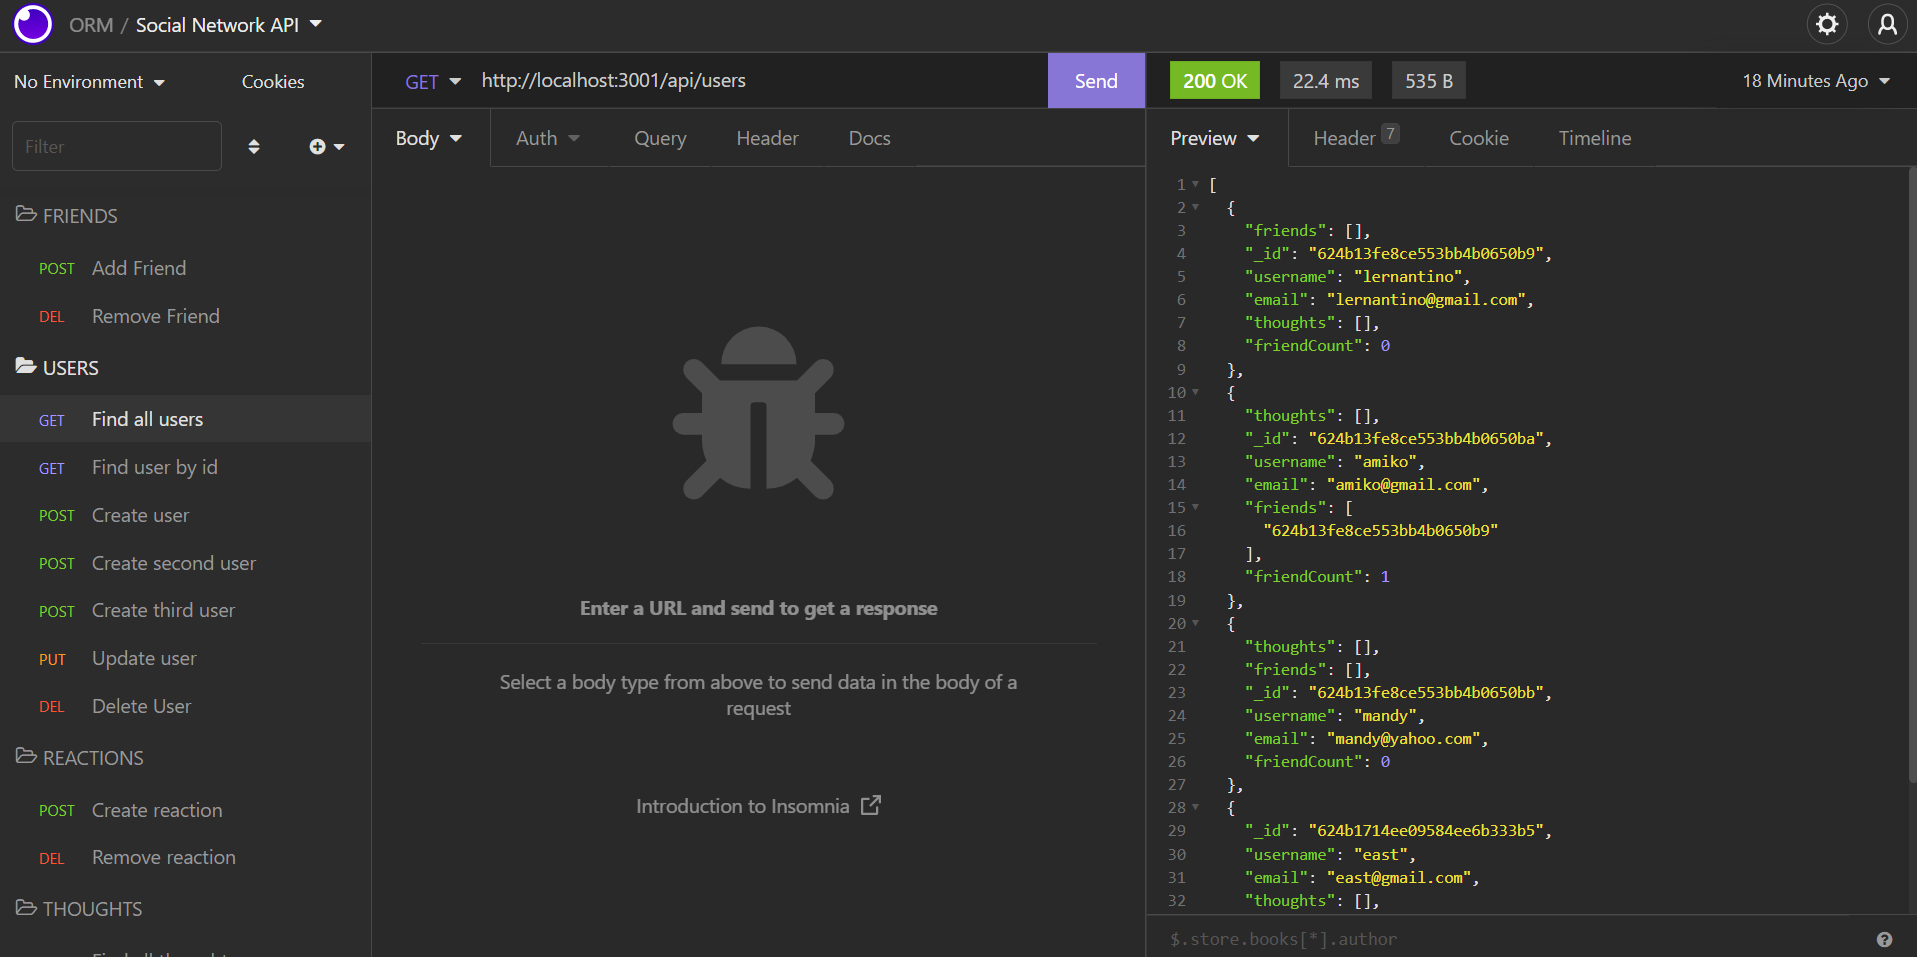 ORM / Social Network API
No Environment Cookies
Filter
FRIENDS
POST Add Friend
DEL Remove Friend
USERS
GET Find all users
GET Find user by id
POST Create user
POST Create second user
POST Create third user
PUT Update user
DEL Delete User
REACTIONS
POST Create reaction
DEL Remove reaction
THOUGHTS
GET http://localhost:3001/api/users Send
Body Auth Query Header Docs
Enter a URL and send to get a response
Select a body type from above to send data in the body of a
request
Introduction to Insomnia
200 OK 22.4 ms 535 B 18 Minutes Ago
Preview Header 7 Cookie Timeline
1 [
2 {
3 "friends": [],
4 "_id": "624b13fe8ce553bb4b0650b9",
5 "username": "lernantino",
6 "email": "lernantino@gmail.com",
7 "thoughts": [],
8 "friendCount": 0
9 },
10 {
11 "thoughts": [],
12 "_id": "624b13fe8ce553bb4b0650ba",
13 "username": "amiko",
14 "email": "amiko@gmail.com",
15 "friends": [
16 "624b13fe8ce553bb4b0650b9"
17 ],
18 "friendCount": 1
19 },
20 {
21 "thoughts": [],
22 "friends": [],
23 "_id": "624b13fe8ce553bb4b0650bb",
24 "username": "mandy",
25 "email": "mandy@yahoo.com",
26 "friendCount": 0
27 },
28 {
29 "_id": "624b1714ee09584ee6b333b5",
30 "username": "east",
31 "email": "east@gmail.com",
32 "thoughts": [],
$.store.books[*].author